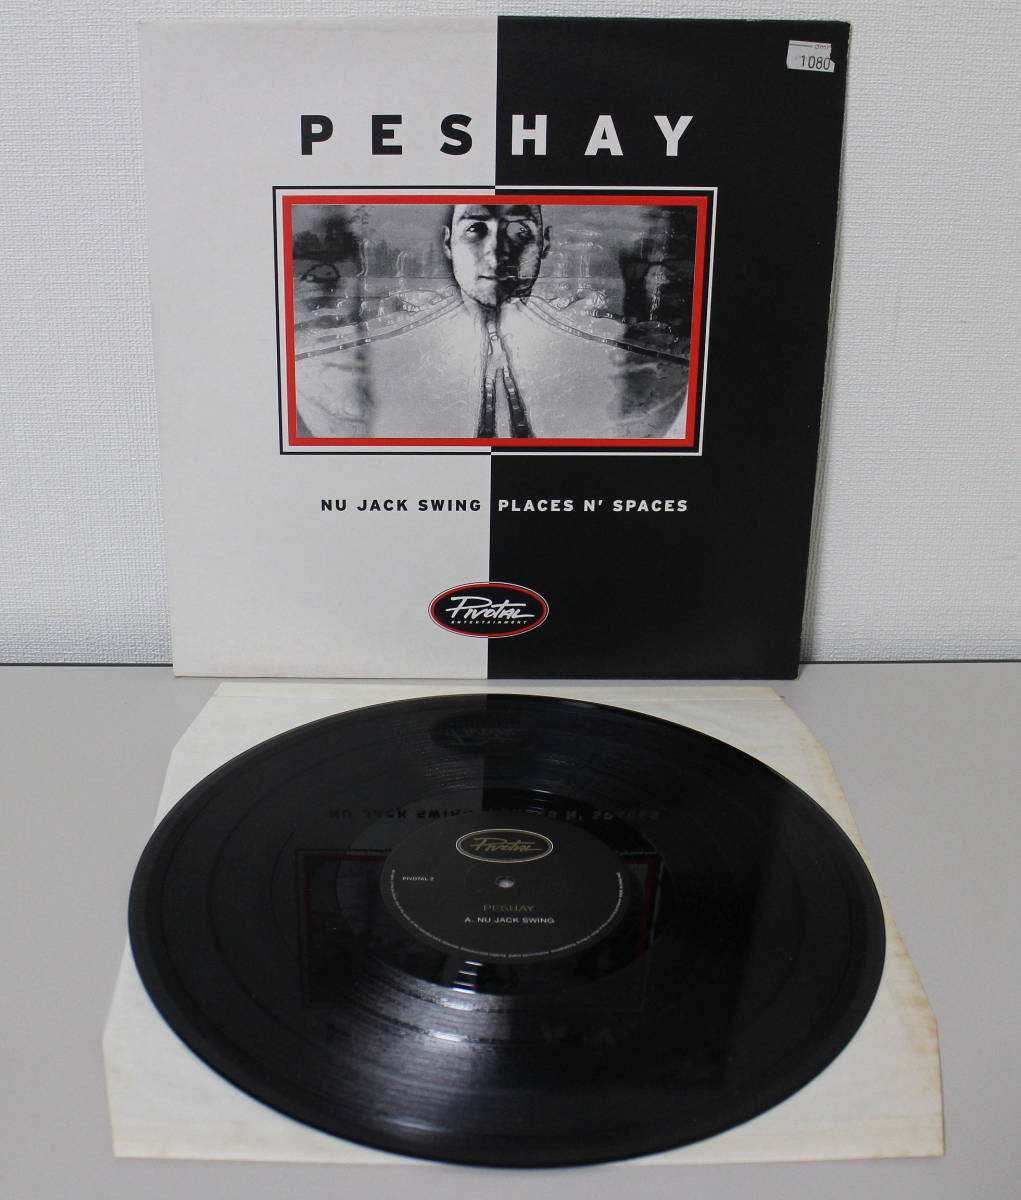 1080
PESHAY
NU JACK SWING PLACES N' SPACES
PIVOTAL
ENTERTAINMENT
PIVOTAL
PIVOTAL 2
PESHAY
A. NU JACK SWING